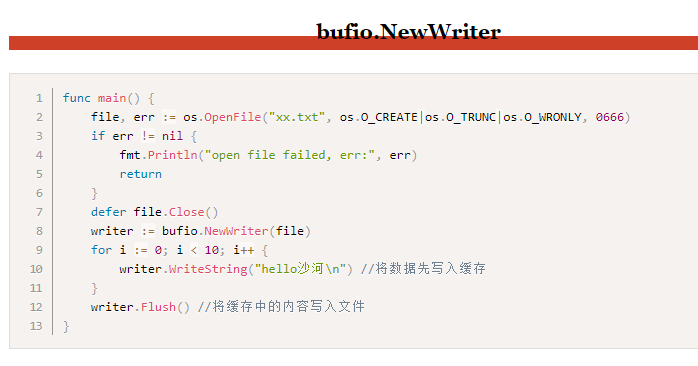 bufio.NewWriter
1 func main() {
2     file, err := os.OpenFile("xx.txt", os.O_CREATE|os.O_TRUNC|os.O_WRONLY, 0666)
3     if err != nil {
4         fmt.Println("open file failed, err:", err)
5         return
6     }
7     defer file.Close()
8     writer := bufio.NewWriter(file)
9     for i := 0; i < 10; i++ {
10         writer.WriteString("hello沙河\n") //将数据先写入缓存
11     }
12     writer.Flush() //将缓存中的内容写入文件
13 }